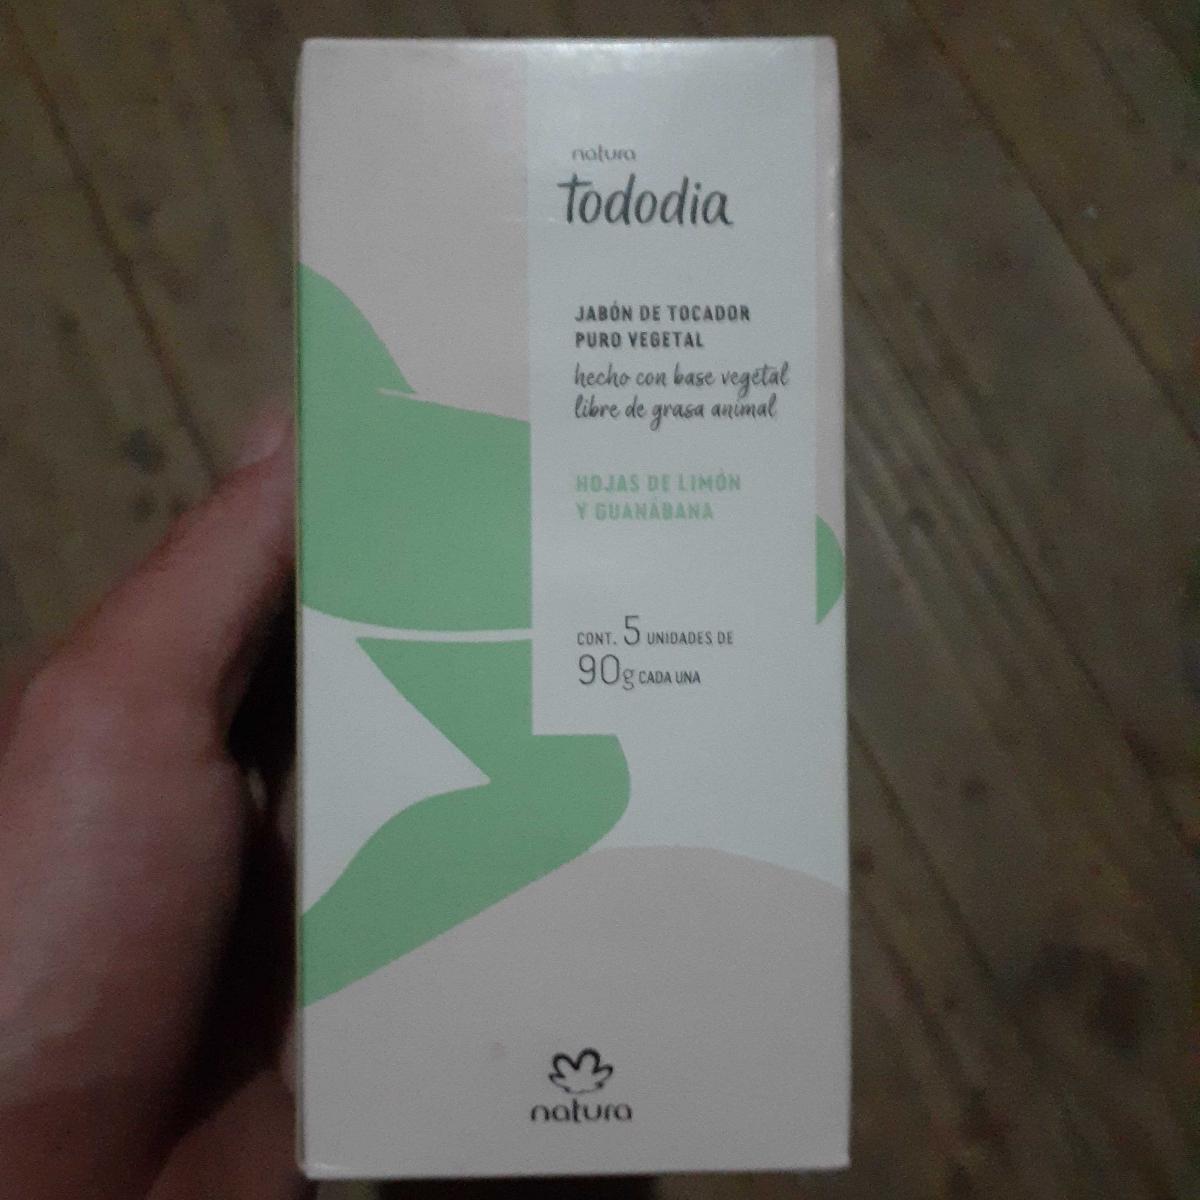 natura
Tododia
JABÓN DE TOCADOR
PURO VEGETAL
hecho con base vegetal
libre de grasa animal
HOJAS DE LIMÓN
Y GUANÁBANA
CONT. 5 UNIDADES DE
90g CADA UNA
natura